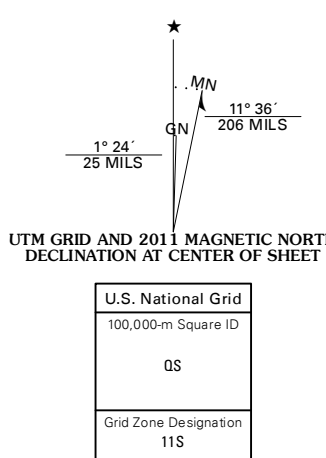 ★
MN
GN
1° 24´
25 MILS
11° 36´
206 MILS
UTM GRID AND 2011 MAGNETIC NORTH
DECLINATION AT CENTER OF SHEET
U.S. National Grid
100,000-m Square ID
QS
Grid Zone Designation
11S